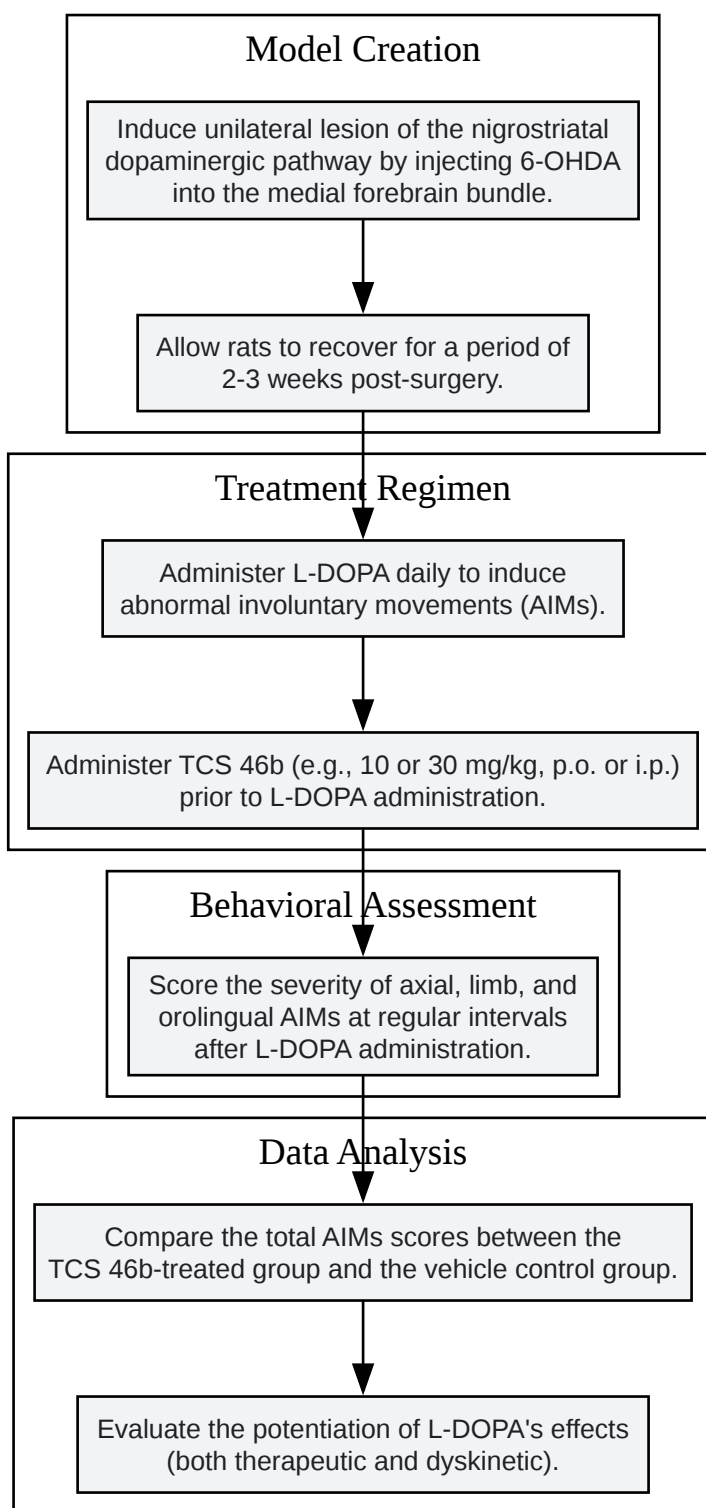 Model Creation
Induce unilateral lesion of the nigrostriatal
dopaminergic pathway by injecting 6-OHDA
into the medial forebrain bundle.
Allow rats to recover for a period of
2-3 weeks post-surgery.
Treatment Regimen
Administer L-DOPA daily to induce
abnormal involuntary movements (AIMs).
Administer TCS 46b (e.g., 10 or 30 mg/kg, p.o. or i.p.)
prior to L-DOPA administration.
Behavioral Assessment
Score the severity of axial, limb, and
orolingual AIMs at regular intervals
after L-DOPA administration.
Data Analysis
Compare the total AIMs scores between the
TCS 46b-treated group and the vehicle control group.
Evaluate the potentiation of L-DOPA's effects
(both therapeutic and dyskinetic).